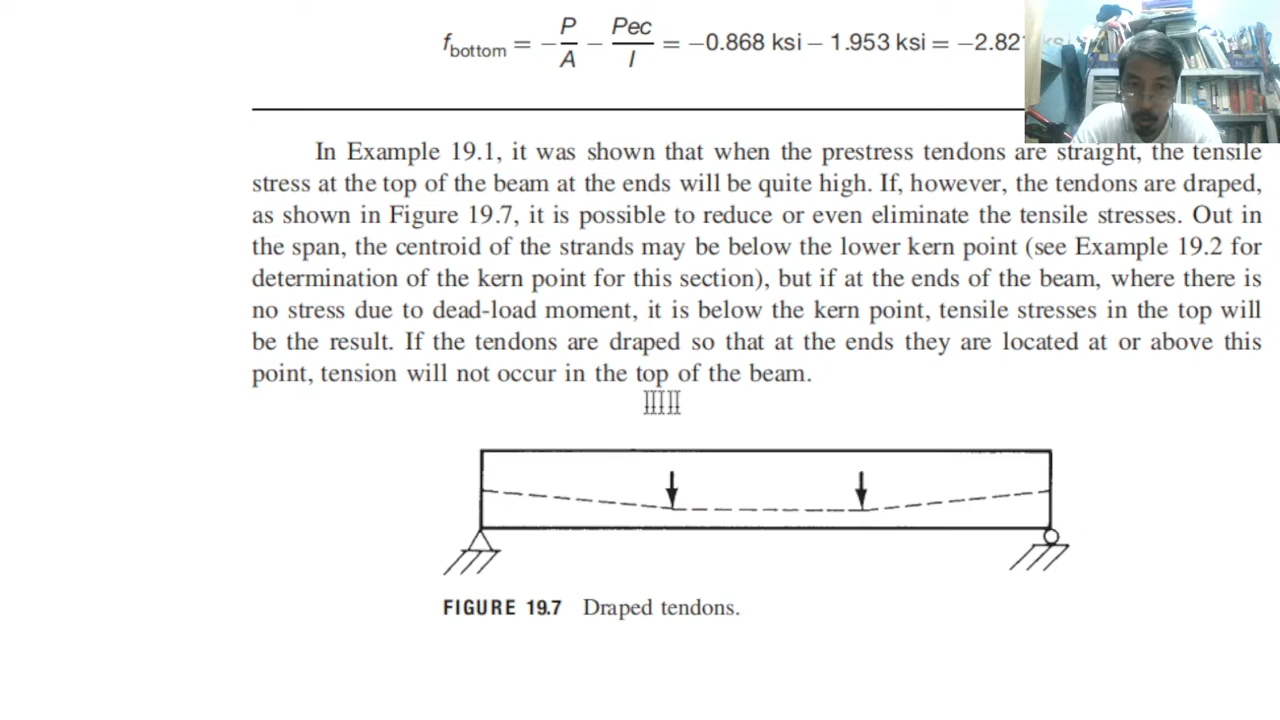 f_bottom = −P/A − Pec/I = −0.868 ksi − 1.953 ksi = −2.821 ksi
In Example 19.1, it was shown that when the prestress tendons are straight, the tensile
stress at the top of the beam at the ends will be quite high. If, however, the tendons are draped,
as shown in Figure 19.7, it is possible to reduce or even eliminate the tensile stresses. Out in
the span, the centroid of the strands may be below the lower kern point (see Example 19.2 for
determination of the kern point for this section), but if at the ends of the beam, where there is
no stress due to dead-load moment, it is below the kern point, tensile stresses in the top will
be the result. If the tendons are draped so that at the ends they are located at or above this
point, tension will not occur in the top of the beam.
FIGURE 19.7 Draped tendons.